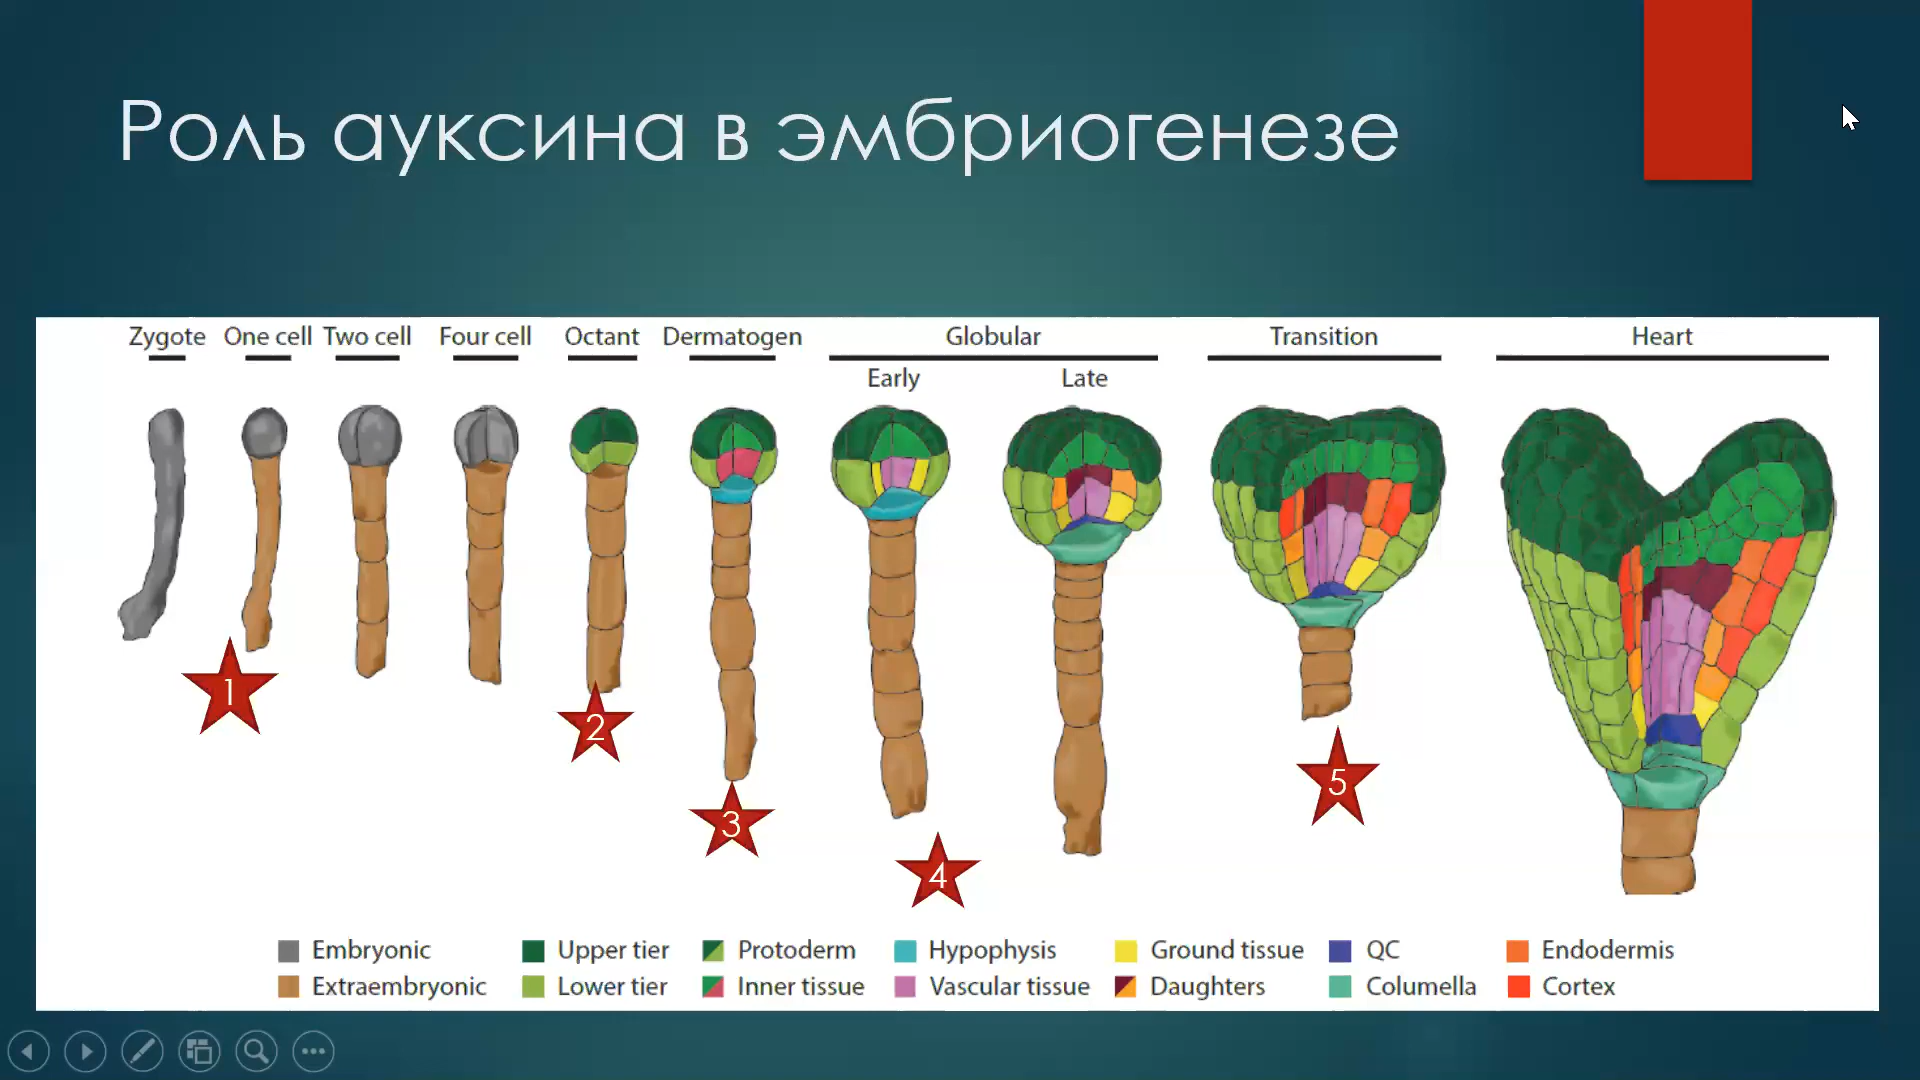 Роль ауксина в эмбриогенезе
Zygote One cell Two cell Four cell Octant Dermatogen Globular Transition Heart
Early Late
1
2
3
4
5
Embryonic Upper tier Protoderm Hypophysis Ground tissue QC Endodermis
Extraembryonic Lower tier Inner tissue Vascular tissue Daughters Columella Cortex